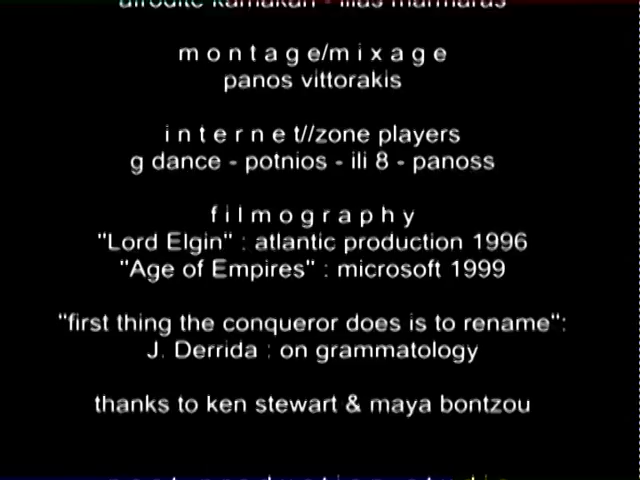 m o n t a g e/m i x a g e
panos vittorakis
i n t e r n e t//zone players
g dance - potnios - ili 8 - panoss
f i l m o g r a p h y
"Lord Elgin" : atlantic production 1996
"Age of Empires" : microsoft 1999
"first thing the conqueror does is to rename":
J. Derrida : on grammatology
thanks to ken stewart & maya bontzou